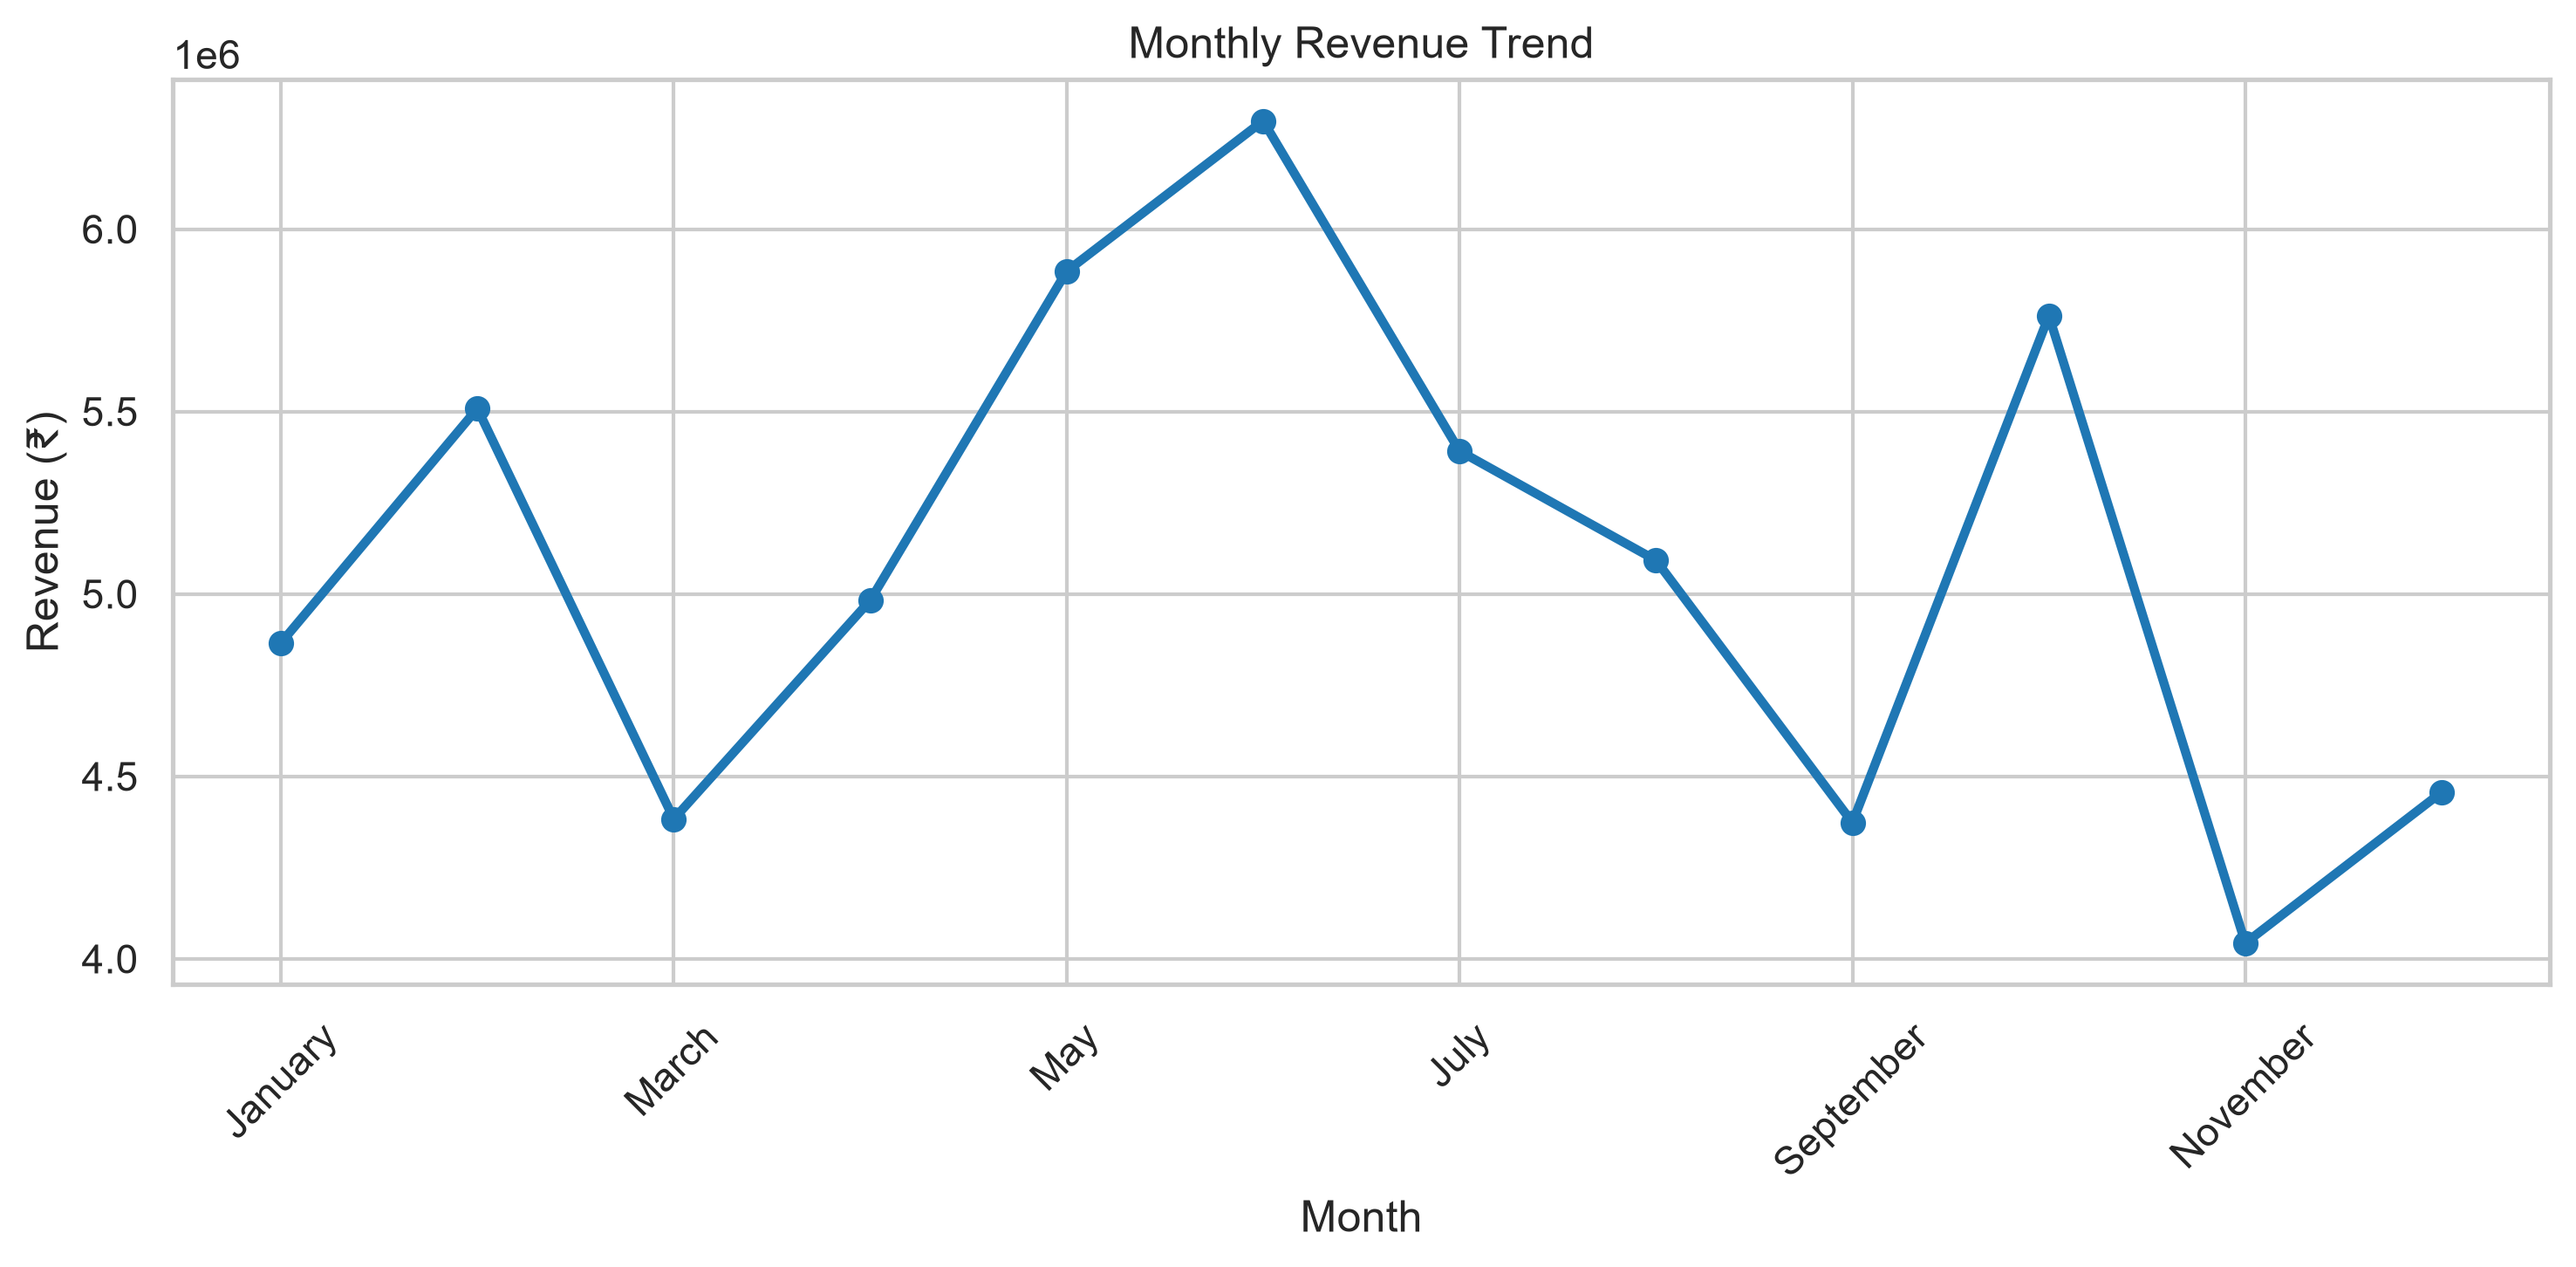 Monthly Revenue Trend
1e6
6.0
5.5
5.0
4.5
4.0
Revenue (₹)
January
March
May
July
September
November
Month